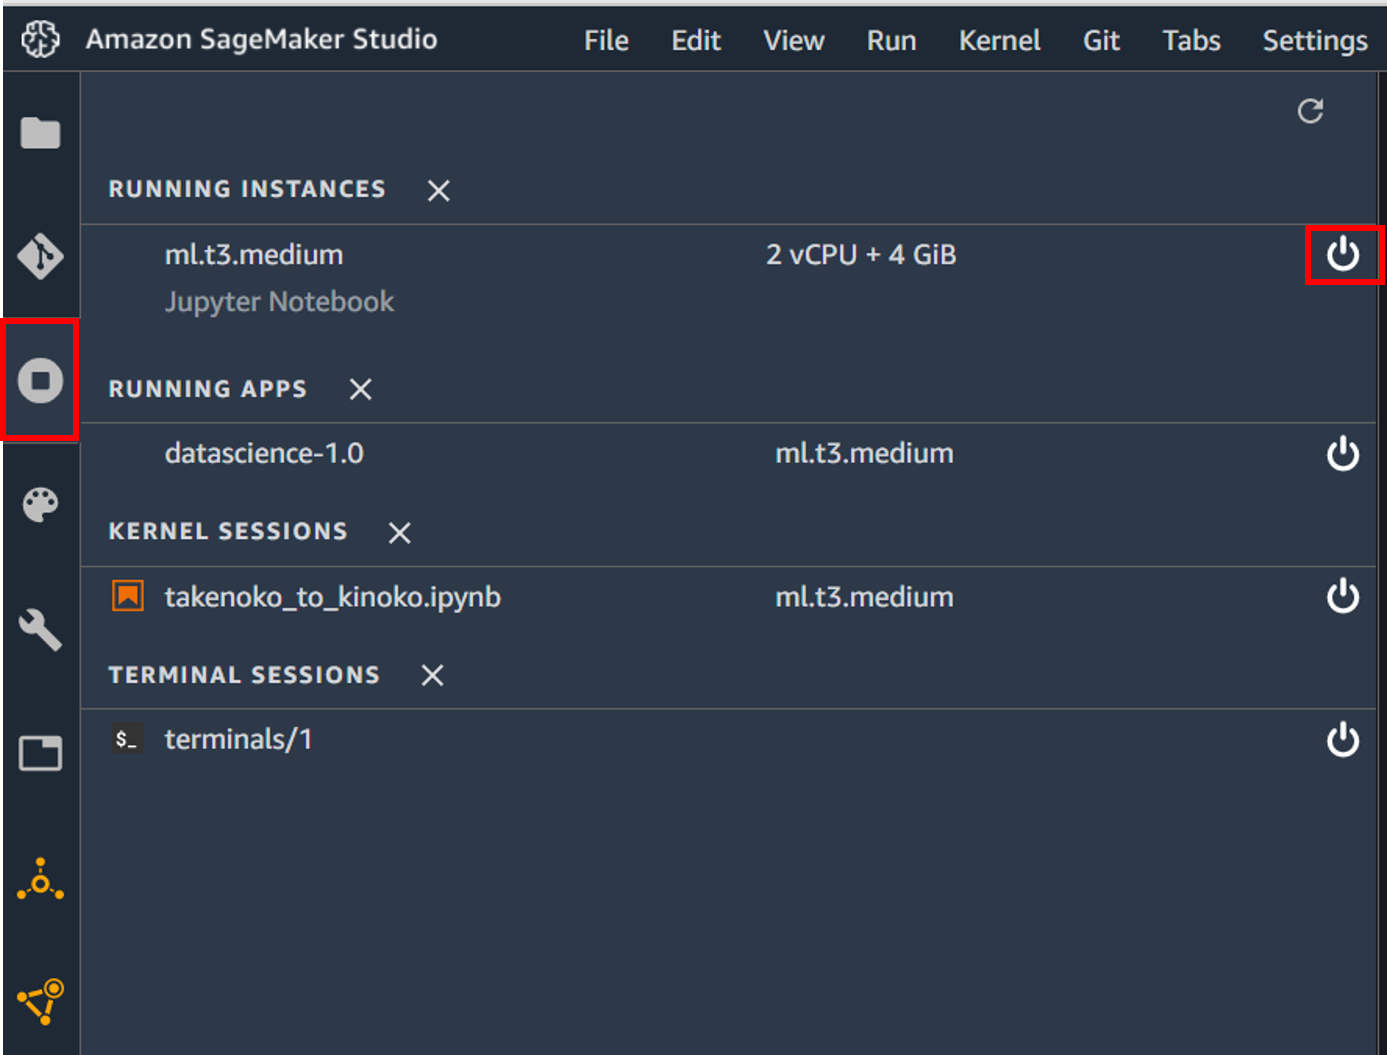 Amazon SageMaker Studio File Edit View Run Kernel Git Tabs Settings
RUNNING INSTANCES
ml.t3.medium 2 vCPU + 4 GiB
Jupyter Notebook
RUNNING APPS
datascience-1.0 ml.t3.medium
KERNEL SESSIONS
takenoko_to_kinoko.ipynb ml.t3.medium
TERMINAL SESSIONS
$_ terminals/1